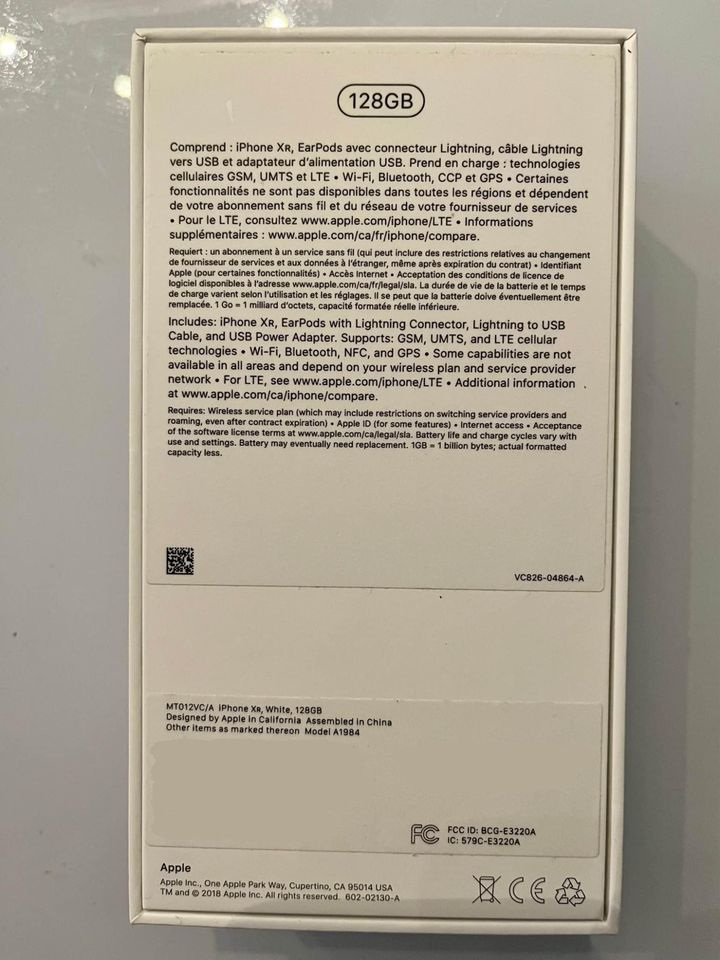 128GB
Comprend : iPhone XR, EarPods avec connecteur Lightning, câble Lightning
vers USB et adaptateur d'alimentation USB. Prend en charge : technologies
cellulaires GSM, UMTS et LTE • Wi-Fi, Bluetooth, CCP et GPS • Certaines
fonctionnalités ne sont pas disponibles dans toutes les régions et dépendent
de votre abonnement sans fil et du réseau de votre fournisseur de services
• Pour le LTE, consultez www.apple.com/iphone/LTE • Informations
supplémentaires : www.apple.com/ca/fr/iphone/compare.
Requiert : un abonnement à un service sans fil (qui peut inclure des restrictions relatives au changement
de fournisseur de services et aux données à l'étranger, même après expiration du contrat) • Identifiant
Apple (pour certaines fonctionnalités) • Accès Internet • Acceptation des conditions de licence de
logiciel disponibles à l'adresse www.apple.com/ca/fr/legal/sla. La durée de vie de la batterie et le temps
de charge varient selon l'utilisation et les réglages. Il se peut que la batterie doive éventuellement être
remplacée. 1 Go = 1 milliard d'octets, capacité formatée réelle inférieure.
Includes: iPhone XR, EarPods with Lightning Connector, Lightning to USB
Cable, and USB Power Adapter. Supports: GSM, UMTS, and LTE cellular
technologies • Wi-Fi, Bluetooth, NFC, and GPS • Some capabilities are not
available in all areas and depend on your wireless plan and service provider
network • For LTE, see www.apple.com/iphone/LTE • Additional information
at www.apple.com/ca/iphone/compare.
Requires: Wireless service plan (which may include restrictions on switching service providers and
roaming, even after contract expiration) • Apple ID (for some features) • Internet access • Acceptance
of the software license terms at www.apple.com/ca/legal/sla. Battery life and charge cycles vary with
use and settings. Battery may eventually need replacement. 1GB = 1 billion bytes; actual formatted
capacity less.
VC826-04864-A
MT012VC/A iPhone XR, White, 128GB
Designed by Apple in California Assembled in China
Other items as marked thereon Model A1984
FC FCC ID: BCG-E3220A
IC: 579C-E3220A
Apple
Apple Inc., One Apple Park Way, Cupertino, CA 95014 USA
TM and © 2018 Apple Inc. All rights reserved. 602-02130-A
CE